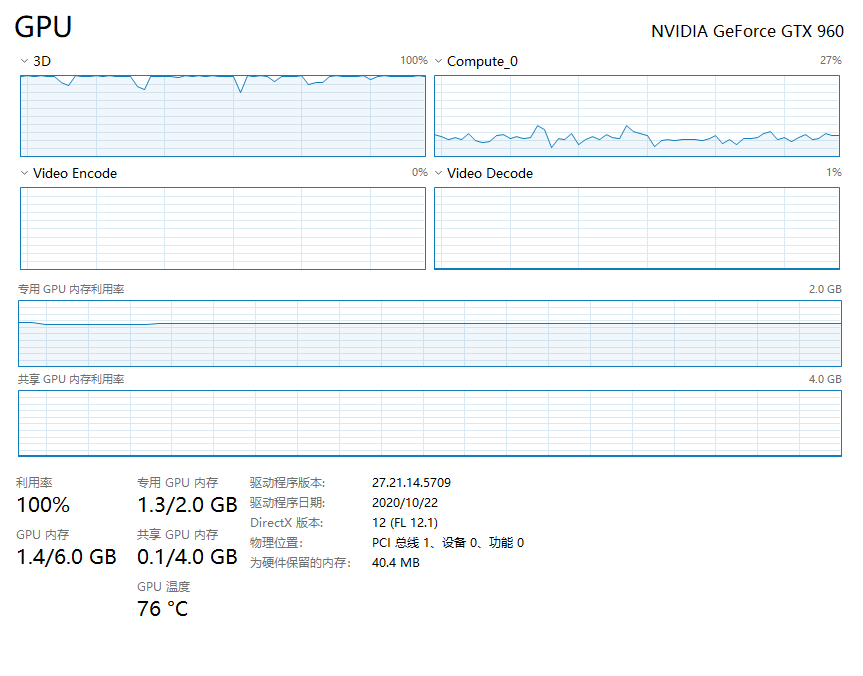 GPU
NVIDIA GeForce GTX 960
3D 100%
Compute_0 27%
Video Encode 0%
Video Decode 1%
专用 GPU 内存利用率 2.0 GB
共享 GPU 内存利用率 4.0 GB
利用率
100%
专用 GPU 内存
1.3/2.0 GB
GPU 内存
1.4/6.0 GB
共享 GPU 内存
0.1/4.0 GB
GPU 温度
76 °C
驱动程序版本: 27.21.14.5709
驱动程序日期: 2020/10/22
DirectX 版本: 12 (FL 12.1)
物理位置: PCI 总线 1、设备 0、功能 0
为硬件保留的内存: 40.4 MB